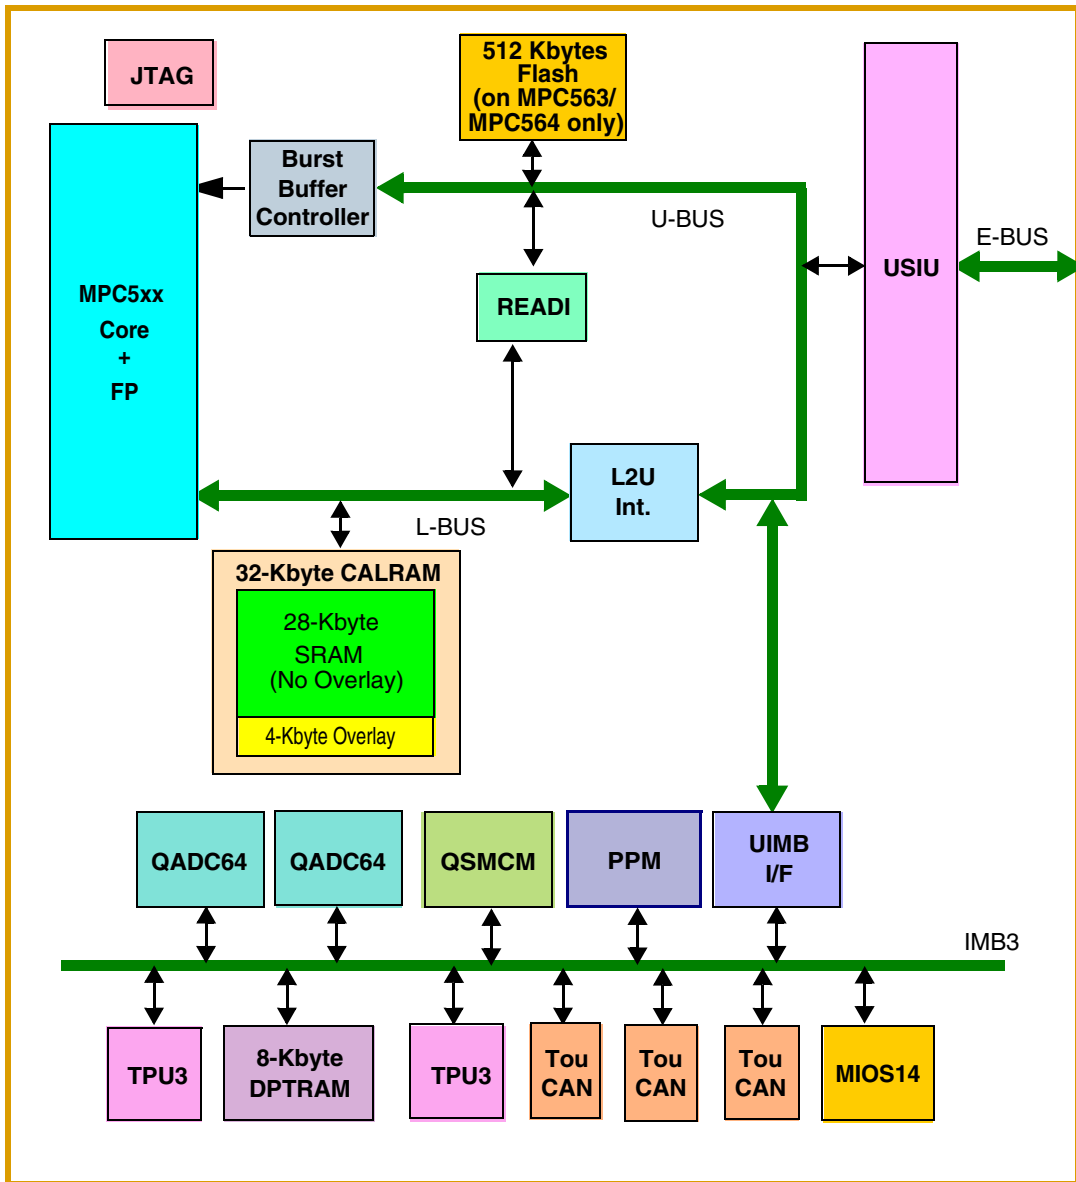 JTAG
512 Kbytes
Flash
(on MPC563/
MPC564 only)
Burst
Buffer
Controller
U-BUS
E-BUS
USIU
MPC5xx
Core
+
FP
READI
L2U
Int.
L-BUS
32-Kbyte CALRAM
28-Kbyte
SRAM
(No Overlay)
4-Kbyte Overlay
QADC64
QADC64
QSMCM
PPM
UIMB
I/F
IMB3
TPU3
8-Kbyte
DPTRAM
TPU3
Tou
CAN
Tou
CAN
Tou
CAN
MIOS14